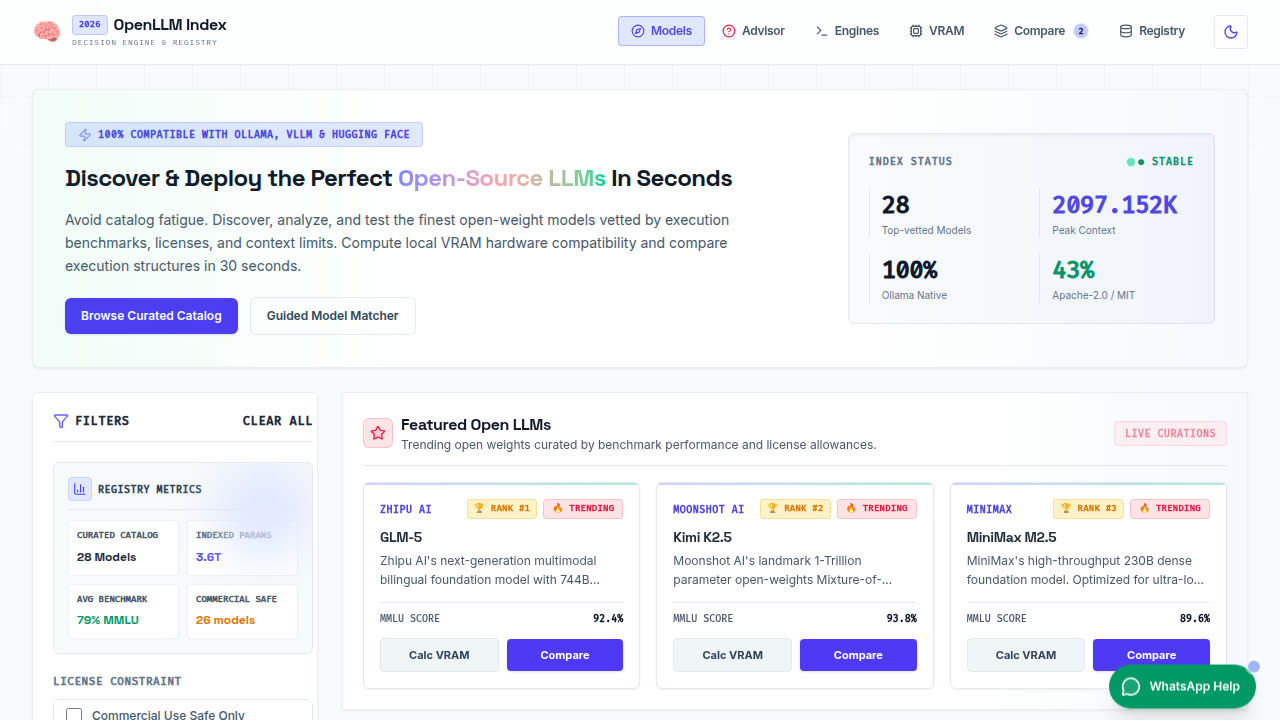 2026 OpenLLM Index
DECISION ENGINE & REGISTRY
Models
Advisor
Engines
VRAM
Compare 2
Registry
100% COMPATIBLE WITH OLLAMA, VLLM & HUGGING FACE
Discover & Deploy the Perfect Open-Source LLMs In Seconds
Avoid catalog fatigue. Discover, analyze, and test the finest open-weight models vetted by execution
benchmarks, licenses, and context limits. Compute local VRAM hardware compatibility and compare
execution structures in 30 seconds.
Browse Curated Catalog
Guided Model Matcher
INDEX STATUS
STABLE
28
Top-vetted Models
2097.152K
Peak Context
100%
Ollama Native
43%
Apache-2.0 / MIT
FILTERS
CLEAR ALL
REGISTRY METRICS
CURATED CATALOG
28 Models
INDEXED PARAMS
3.6T
AVG BENCHMARK
79% MMLU
COMMERCIAL SAFE
26 models
LICENSE CONSTRAINT
Commercial Use Safe Only
Featured Open LLMs
Trending open weights curated by benchmark performance and license allowances.
LIVE CURATIONS
ZHIPU AI
🏆 RANK #1
🔥 TRENDING
GLM-5
Zhipu AI's next-generation multimodal
bilingual foundation model with 744B...
MMLU SCORE
92.4%
Calc VRAM
Compare
MOONSHOT AI
🏆 RANK #2
🔥 TRENDING
Kimi K2.5
Moonshot AI's landmark 1-Trillion
parameter open-weights Mixture-of-...
MMLU SCORE
93.8%
Calc VRAM
Compare
MINIMAX
🏆 RANK #3
🔥 TRENDING
MiniMax M2.5
MiniMax's high-throughput 230B dense
foundation model. Optimized for ultra-lo...
MMLU SCORE
89.6%
Calc VRAM
Compare
WhatsApp Help